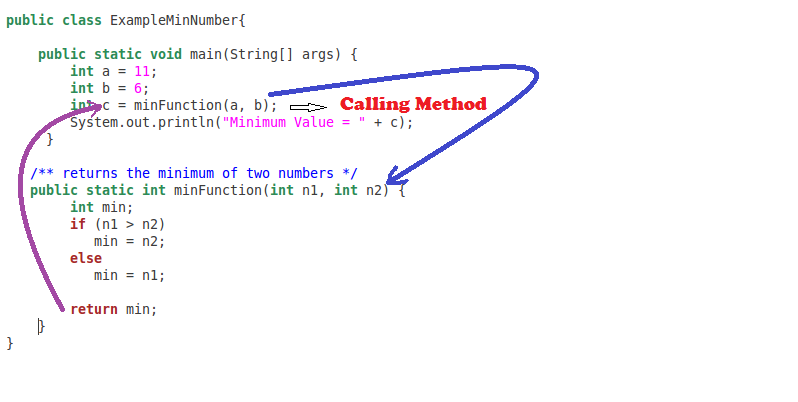 public class ExampleMinNumber{
public static void main(String[] args) {
int a = 11;
int b = 6;
int c = minFunction(a, b); Calling Method
System.out.println("Minimum Value = " + c);
}
/** returns the minimum of two numbers */
public static int minFunction(int n1, int n2) {
int min;
if (n1 > n2)
min = n2;
else
min = n1;
return min;
}
}